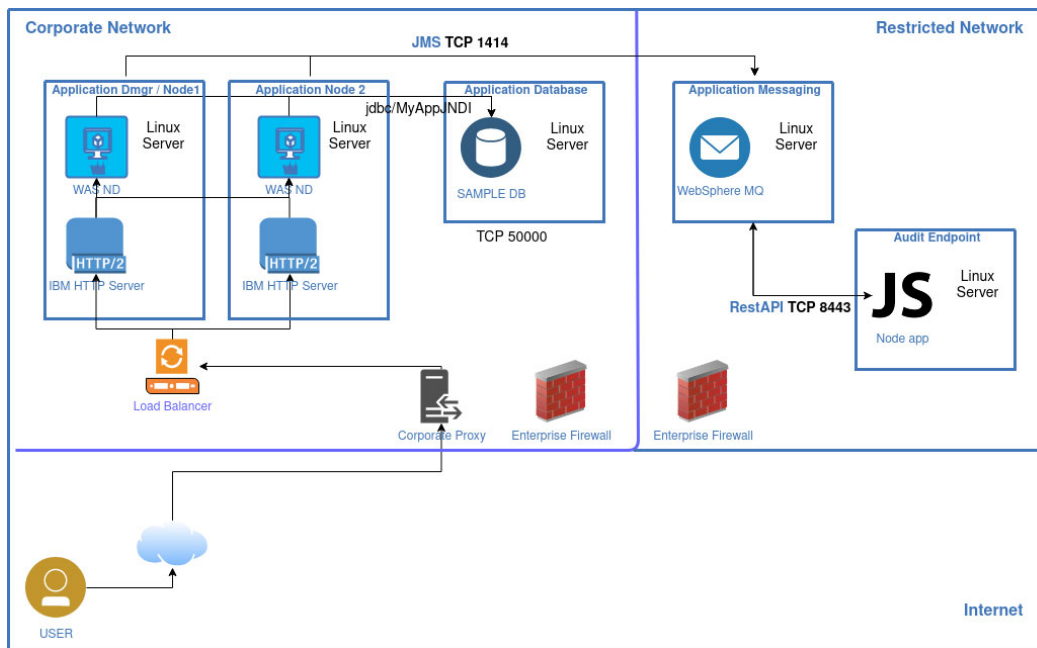 Corporate Network
Restricted Network
JMS TCP 1414
Application Dmgr / Node1
Application Node 2
Application Database
Application Messaging
jdbc/MyAppJNDI
Linux
Server
Linux
Server
Linux
Server
Linux
Server
WAS ND
WAS ND
SAMPLE DB
WebSphere MQ
TCP 50000
Audit Endpoint
HTTP/2
HTTP/2
IBM HTTP Server
IBM HTTP Server
JS
Linux
Server
RestAPI TCP 8443
Node app
Load Balancer
Corporate Proxy
Enterprise Firewall
Enterprise Firewall
Internet
USER